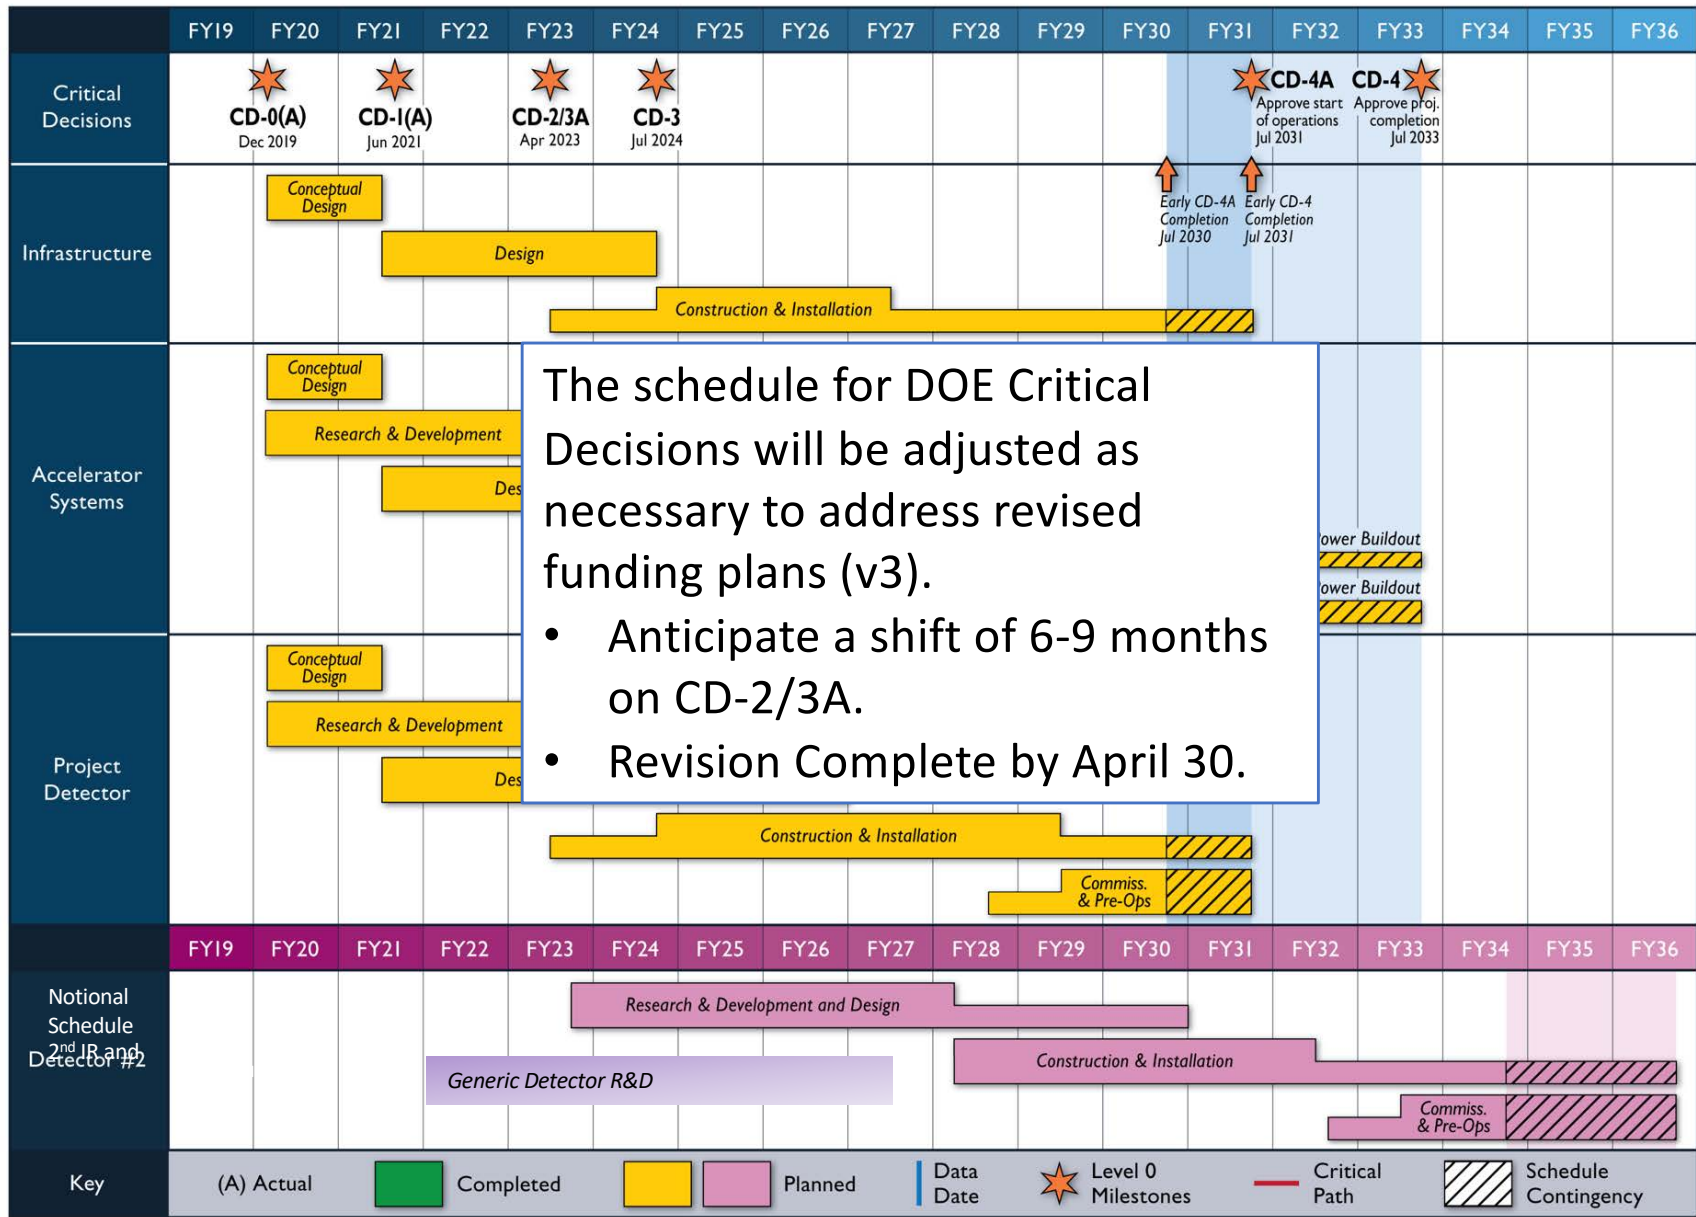 FY19 FY20 FY21 FY22 FY23 FY24 FY25 FY26 FY27 FY28 FY29 FY30 FY31 FY32 FY33 FY34 FY35 FY36
Critical
Decisions
CD-0(A)
Dec 2019
CD-1(A)
Jun 2021
CD-2/3A
Apr 2023
CD-3
Jul 2024
CD-4A
Approve start
of operations
Jul 2031
CD-4
Approve proj.
completion
Jul 2033
Infrastructure
Conceptual
Design
Design
Construction & Installation
Early CD-4A
Completion
Jul 2030
Early CD-4
Completion
Jul 2031
Accelerator
Systems
Conceptual
Design
Research & Development
Des
ower Buildout
ower Buildout
The schedule for DOE Critical
Decisions will be adjusted as
necessary to address revised
funding plans (v3).
• Anticipate a shift of 6-9 months
on CD-2/3A.
• Revision Complete by April 30.
Project
Detector
Conceptual
Design
Research & Development
Des
Construction & Installation
Commiss.
& Pre-Ops
FY19 FY20 FY21 FY22 FY23 FY24 FY25 FY26 FY27 FY28 FY29 FY30 FY31 FY32 FY33 FY34 FY35 FY36
Notional
Schedule
2nd IR and
Detector #2
Research & Development and Design
Construction & Installation
Generic Detector R&D
Commiss.
& Pre-Ops
Key
(A) Actual
Completed
Planned
Data
Date
Level 0
Milestones
Critical
Path
Schedule
Contingency